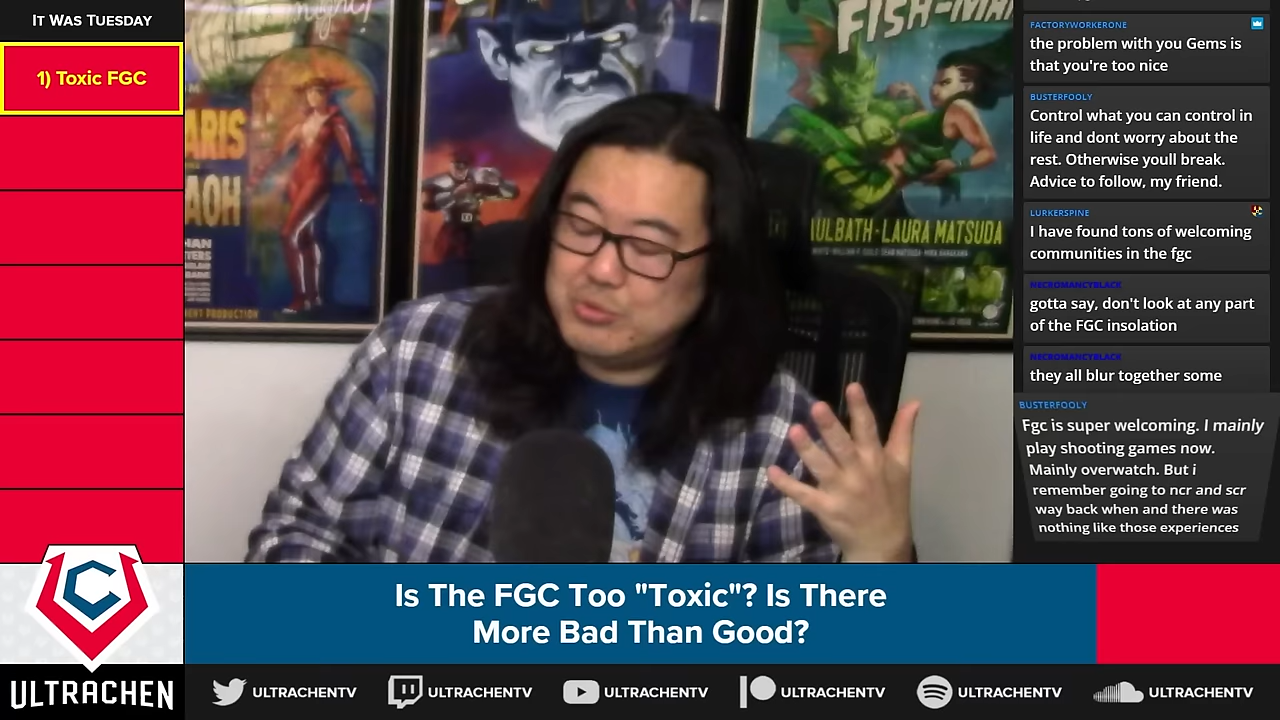 IT WAS TUESDAY
1) Toxic FGC
ARIS
AOH
HAN
TERS
FISH-MAN
ULBATH-LAURA MATSUDA
FACTORYWORKERONE
the problem with you Gems is
that you're too nice
BUSTERFOOLY
Control what you can control in
life and dont worry about the
rest. Otherwise youll break.
Advice to follow, my friend.
LURKERSPINE
I have found tons of welcoming
communities in the fgc
NECROMANCYBLACK
gotta say, don't look at any part
of the FGC insolation
NECROMANCYBLACK
they all blur together some
BUSTERFOOLY
Fgc is super welcoming. I mainly
play shooting games now.
Mainly overwatch. But i
remember going to ncr and scr
way back when and there was
nothing like those experiences
Is The FGC Too "Toxic"? Is There
More Bad Than Good?
C
ULTRACHEN
ULTRACHENTV
ULTRACHENTV
ULTRACHENTV
ULTRACHENTV
ULTRACHENTV
ULTRACHENTV